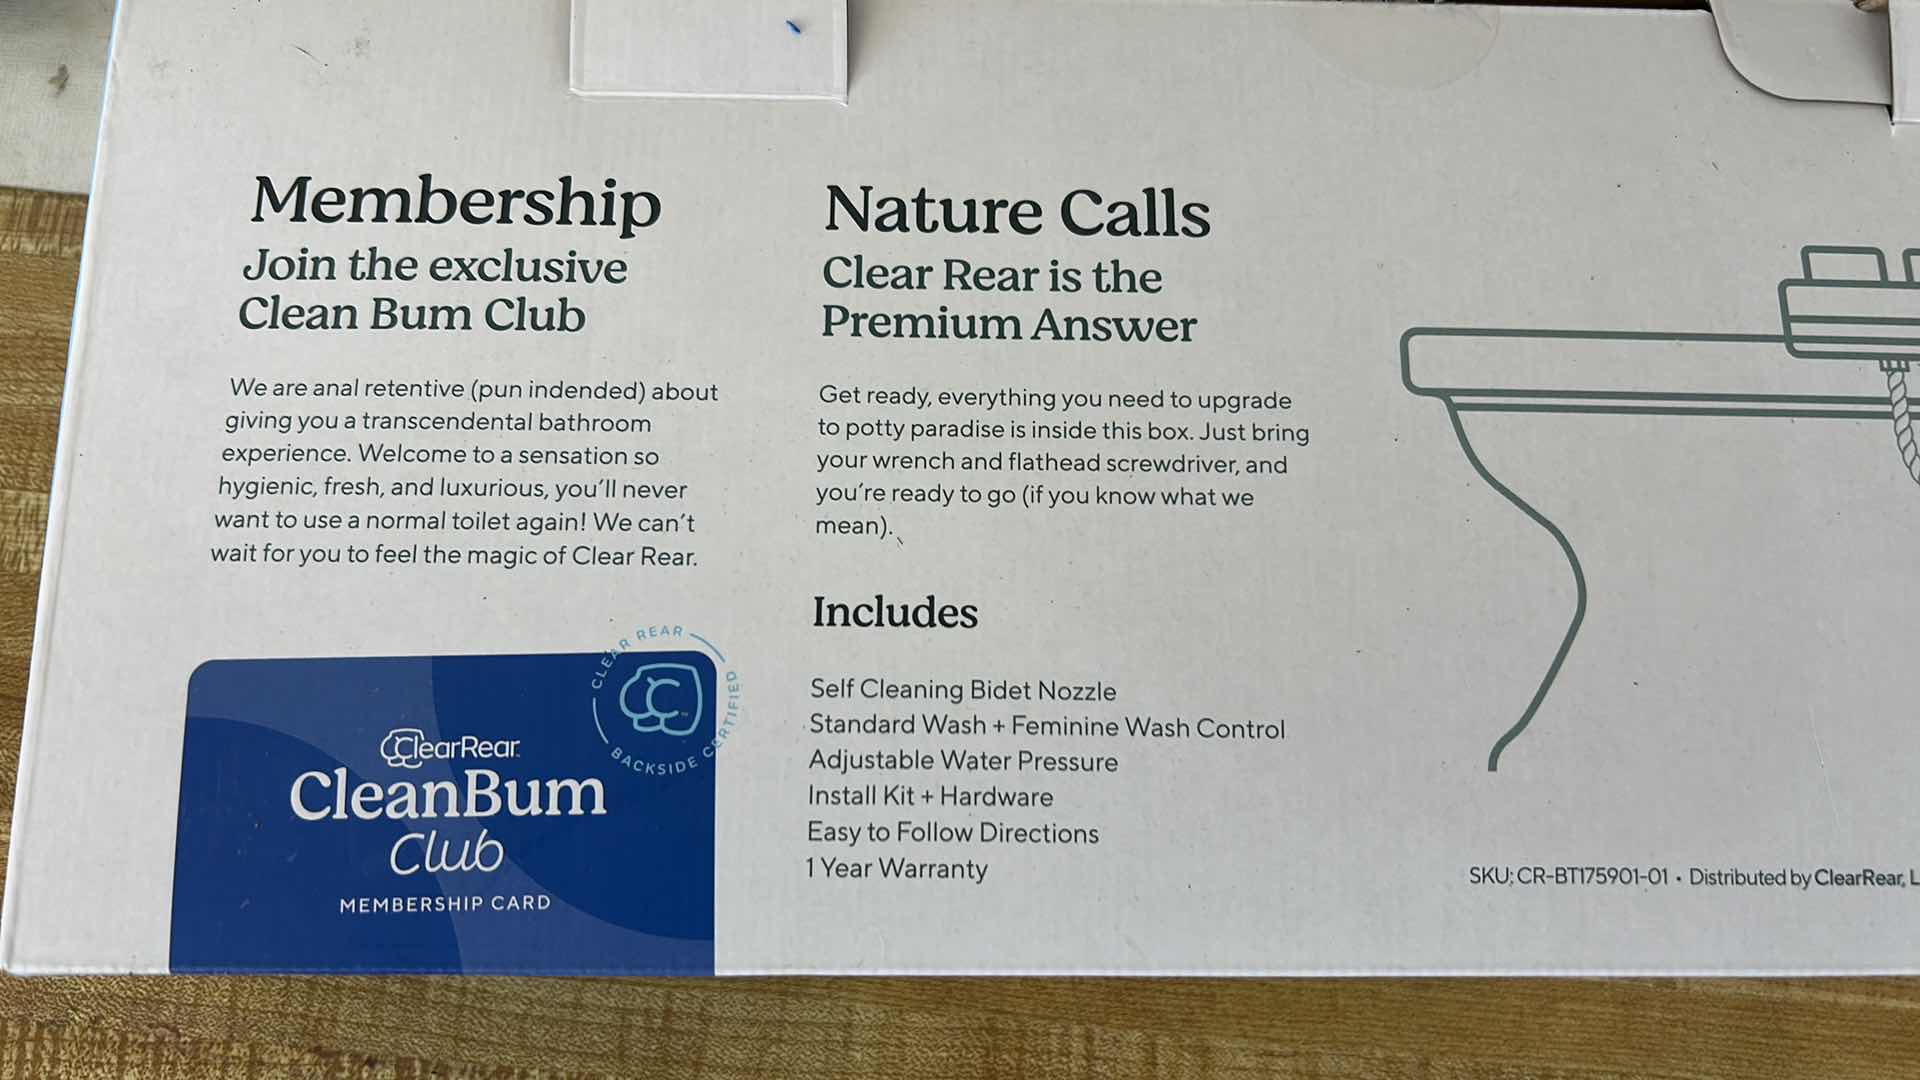 Membership
Join the exclusive
Clean Bum Club
We are anal retentive (pun indended) about
giving you a transcendental bathroom
experience. Welcome to a sensation so
hygienic, fresh, and luxurious, you'll never
want to use a normal toilet again! We can't
wait for you to feel the magic of Clear Rear.
CLEAR REAR
BACKSIDE CERTIFIED
ClearRear
CleanBum
Club
MEMBERSHIP CARD
Nature Calls
Clear Rear is the
Premium Answer
Get ready, everything you need to upgrade
to potty paradise is inside this box. Just bring
your wrench and flathead screwdriver, and
you're ready to go (if you know what we
mean).
Includes
Self Cleaning Bidet Nozzle
Standard Wash + Feminine Wash Control
Adjustable Water Pressure
Install Kit + Hardware
Easy to Follow Directions
1 Year Warranty
SKU: CR-BT175901-01 • Distributed by ClearRear, L